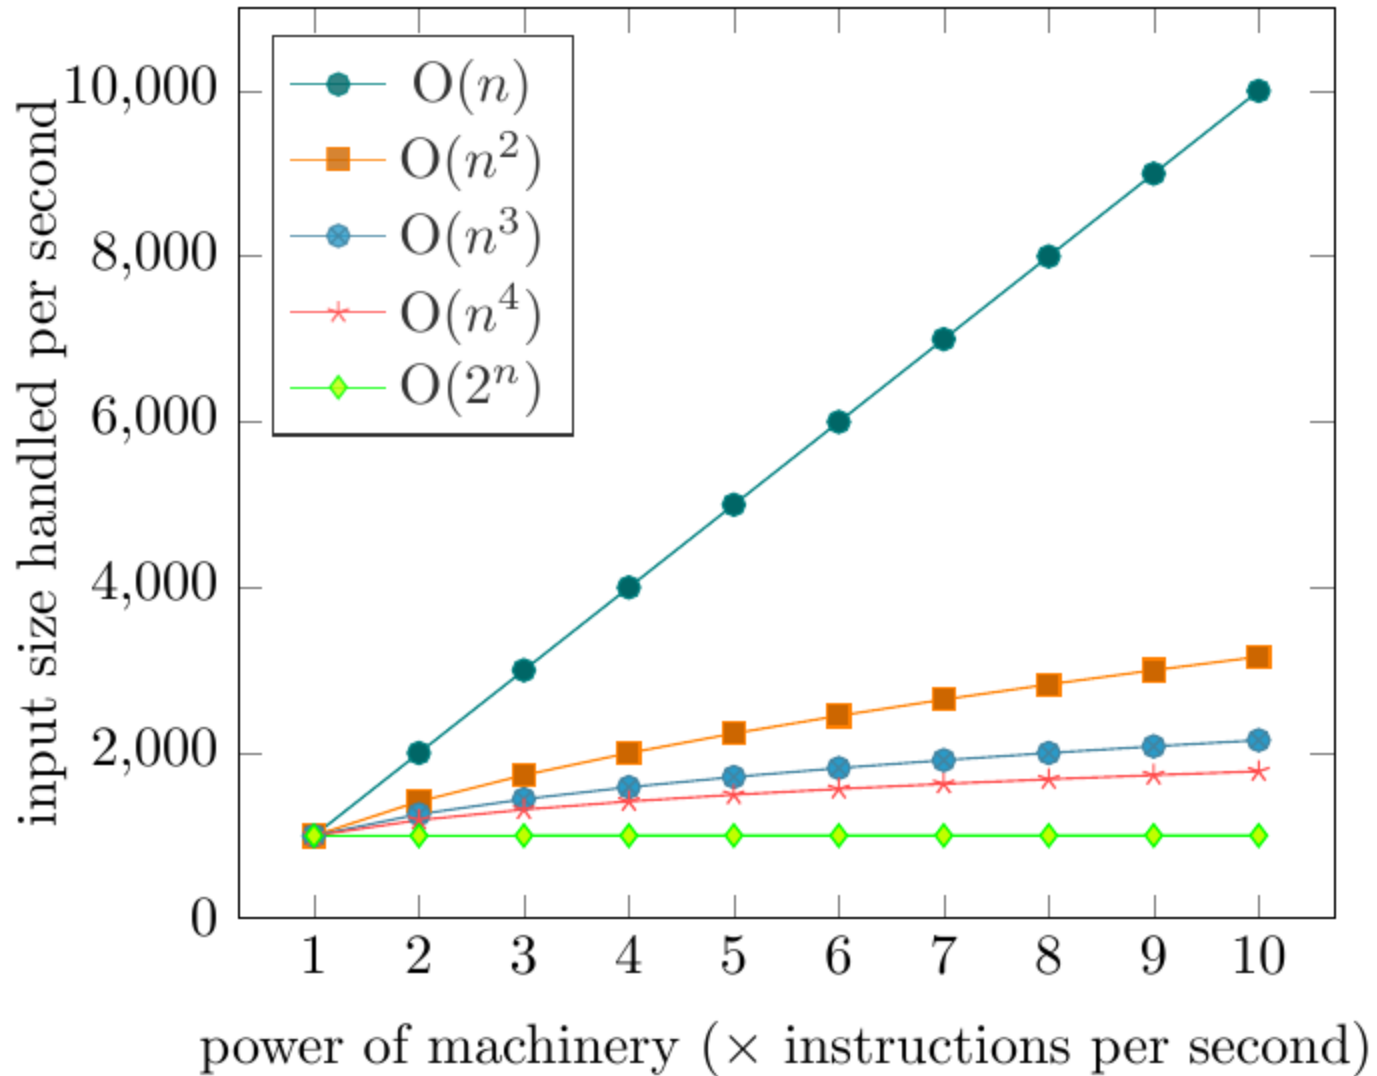 10,000
8,000
6,000
4,000
2,000
0
input size handled per second
O(n)
O(n²)
O(n³)
O(n⁴)
O(2ⁿ)
1 2 3 4 5 6 7 8 9 10
power of machinery (× instructions per second)